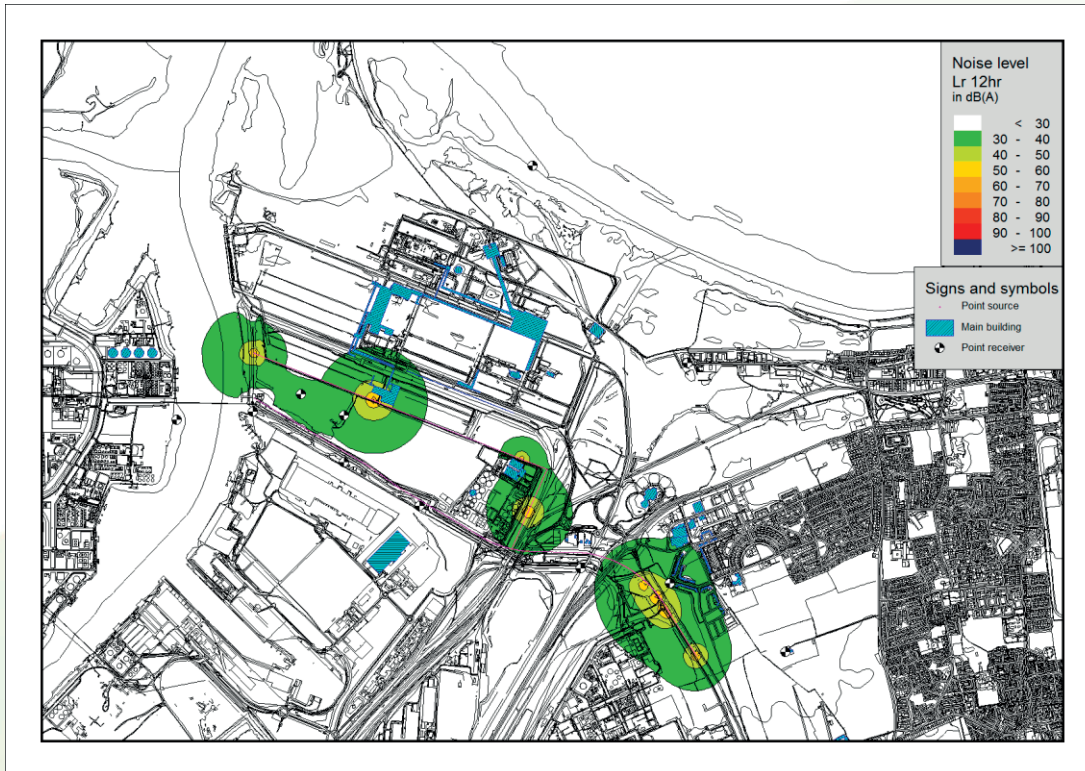 Noise level
Lr 12hr
in dB(A)
< 30
30 - 40
40 - 50
50 - 60
60 - 70
70 - 80
80 - 90
90 - 100
>= 100
Signs and symbols
Point source
Main building
Point receiver